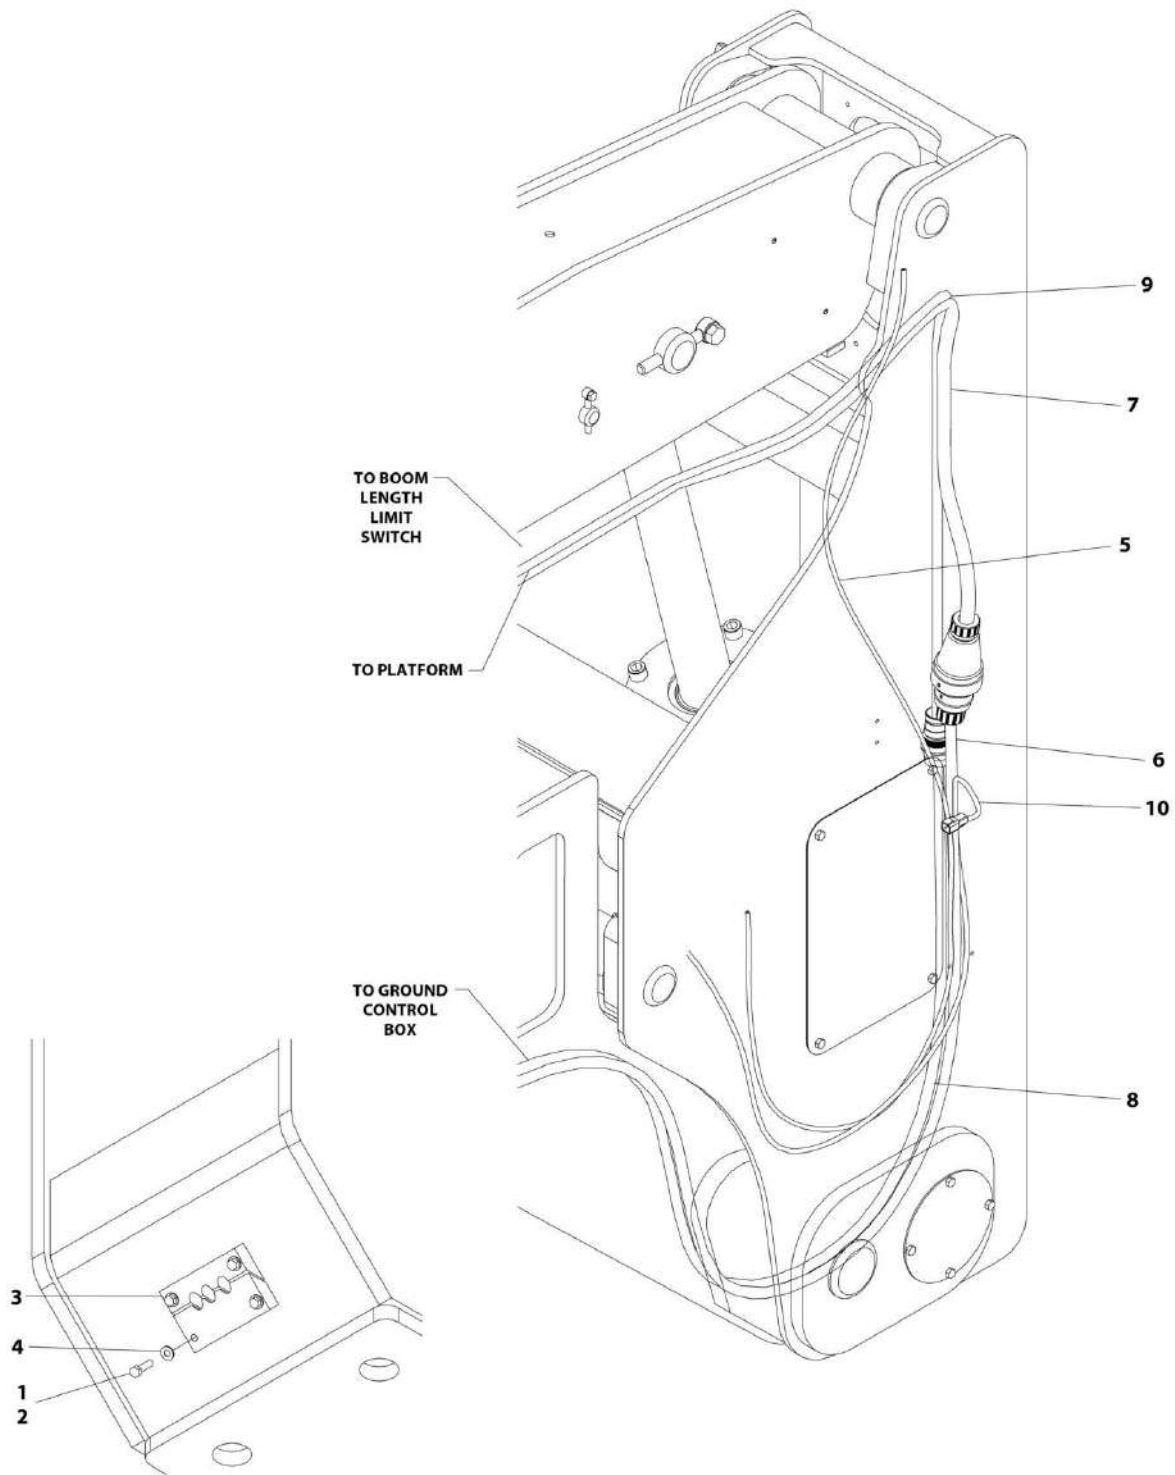 9
7
TO BOOM
LENGTH
LIMIT
SWITCH
5
TO PLATFORM
6
10
TO GROUND
CONTROL
BOX
8
3
4
1
2